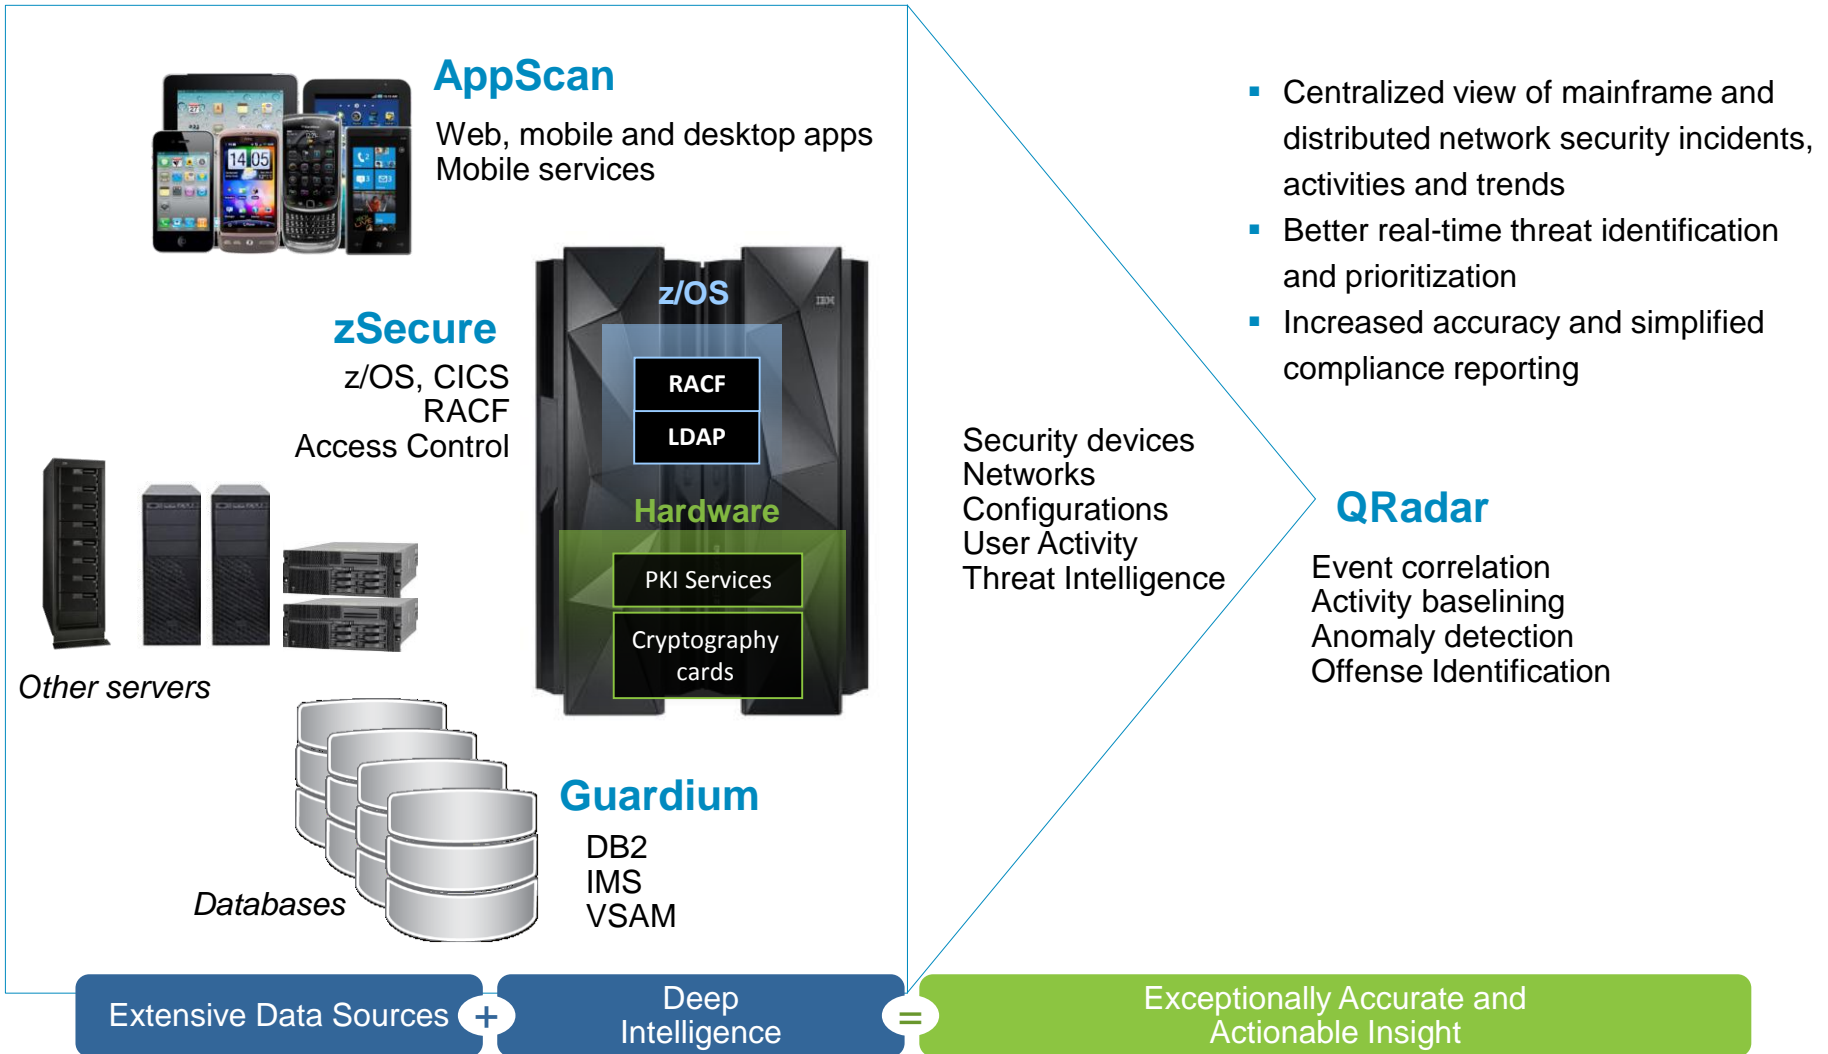 AppScan
Web, mobile and desktop apps
Mobile services
14 05
zSecure
z/OS, CICS
RACF
Access Control
z/OS
IBM
RACF
LDAP
Hardware
PKI Services
Cryptography
cards
Other servers
Databases
Guardium
DB2
IMS
VSAM
Security devices
Networks
Configurations
User Activity
Threat Intelligence
▪ Centralized view of mainframe and
distributed network security incidents,
activities and trends
▪ Better real-time threat identification
and prioritization
▪ Increased accuracy and simplified
compliance reporting
QRadar
Event correlation
Activity baselining
Anomaly detection
Offense Identification
Extensive Data Sources
+
Deep
Intelligence
=
Exceptionally Accurate and
Actionable Insight